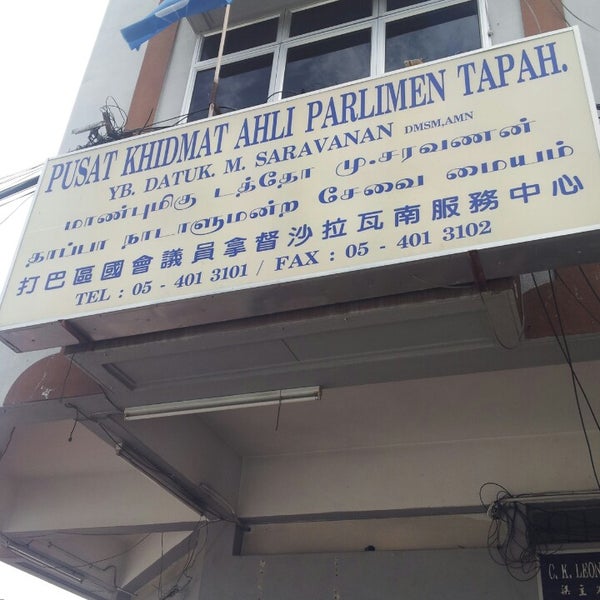 PUSAT KHIDMAT AHLI PARLIMEN TAPAH.
YB. DATUK. M. SARAVANAN DMSM,AMN
மாண்புமிகு டத்தோ மு.சரவணன்
தாப்பா நாடாளுமன்ற சேவை மையம்
打巴區國會議員拿督沙拉瓦南服務中心
TEL : 05 - 401 3101 / FAX : 05 - 401 3102
C. K. LEON